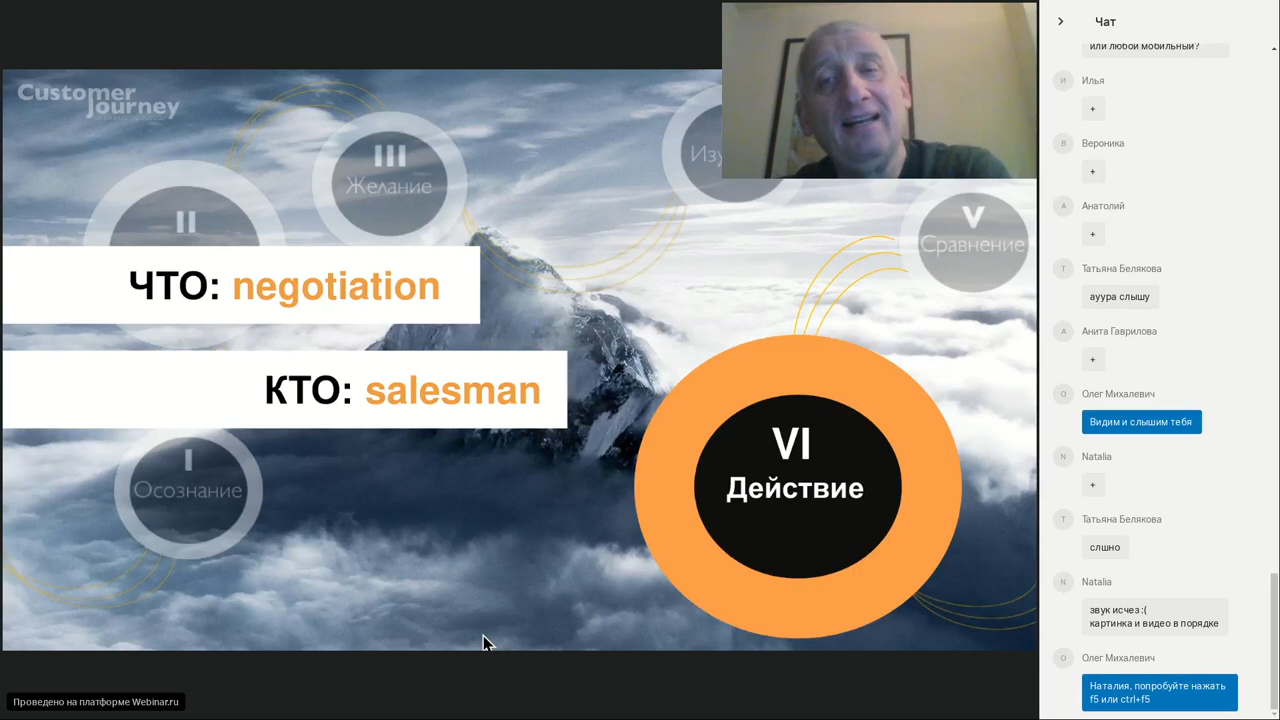 Customer
Journey
II
III
Желание
Изу
V
Сравнение
ЧТО: negotiation
КТО: salesman
I
Осознание
VI
Действие
Проведено на платформе Webinar.ru
Чат
или любой мобильный?
И
Илья
+
В
Вероника
+
А
Анатолий
+
Т
Татьяна Белякова
ауура слышу
А
Анита Гаврилова
+
О
Олег Михалевич
Видим и слышим тебя
N
Natalia
+
Т
Татьяна Белякова
слшно
N
Natalia
звук исчез :(
картинка и видео в порядке
О
Олег Михалевич
Наталия, попробуйте нажать
f5 или ctrl+f5